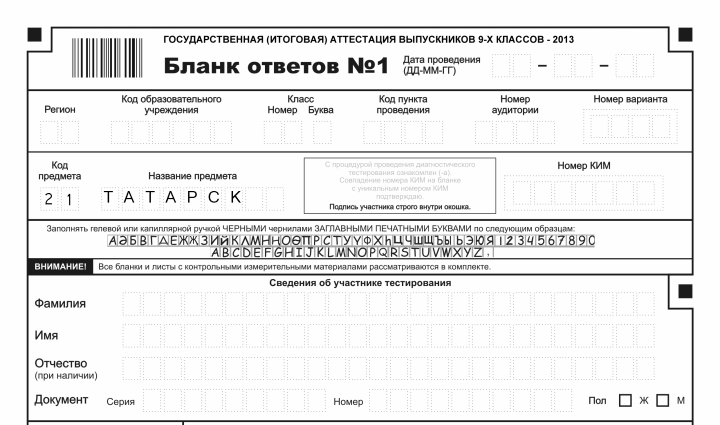 ГОСУДАРСТВЕННАЯ (ИТОГОВАЯ) АТТЕСТАЦИЯ ВЫПУСКНИКОВ 9-Х КЛАССОВ - 2013
Бланк ответов №1
Дата проведения
(ДД-ММ-ГГ)
– –
Регион
Код образовательного
учреждения
Класс
Номер Буква
Код пункта
проведения
Номер
аудитории
Номер варианта
Код
предмета
2 1
Название предмета
ТАТАРСК
С процедурой проведения диагностического
тестирования ознакомлен (-а).
Совпадение номера КИМ на бланке
с уникальным номером КИМ
подтверждаю.
Подпись участника строго внутри окошка.
Номер КИМ
Заполнять гелевой или капиллярной ручкой ЧЕРНЫМИ чернилами ЗАГЛАВНЫМИ ПЕЧАТНЫМИ БУКВАМИ по следующим образцам:
АӘБВГДЕЖҖЗИЙКЛМНҢОӨПРСТУҮФХҺЦЧШЩЪЫЬЭЮЯ1234567890
ABCDEFGHIJKLMNOPQRSTUVWXYZ,
ВНИМАНИЕ! Все бланки и листы с контрольными измерительными материалами рассматриваются в комплекте.
Сведения об участнике тестирования
Фамилия
Имя
Отчество
(при наличии)
Документ Серия Номер Пол Ж М